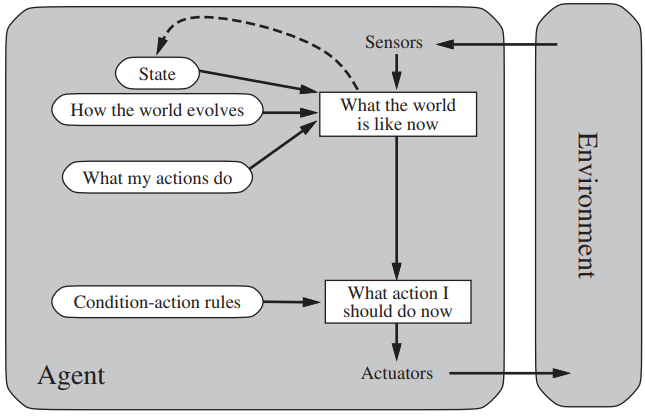 Sensors
State
How the world evolves
What the world
is like now
What my actions do
Environment
Condition-action rules
What action I
should do now
Agent
Actuators